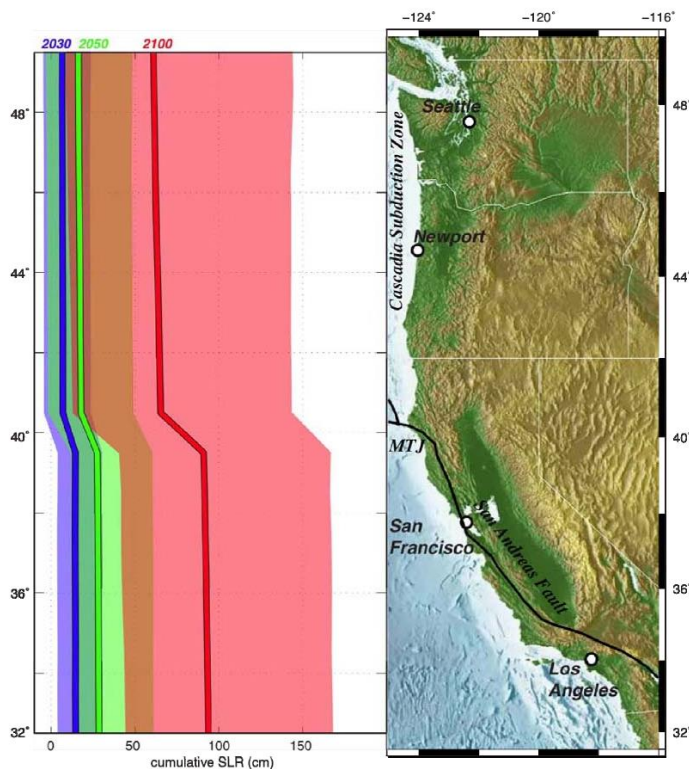 2030 2050 2100
48°
44°
40°
36°
32°
0 50 100 150
cumulative SLR (cm)
−124° −120° −116°
48°
44°
40°
36°
32°
Seattle
Cascadia Subduction Zone
Newport
MTJ
San
Francisco
San Andreas Fault
Los
Angeles